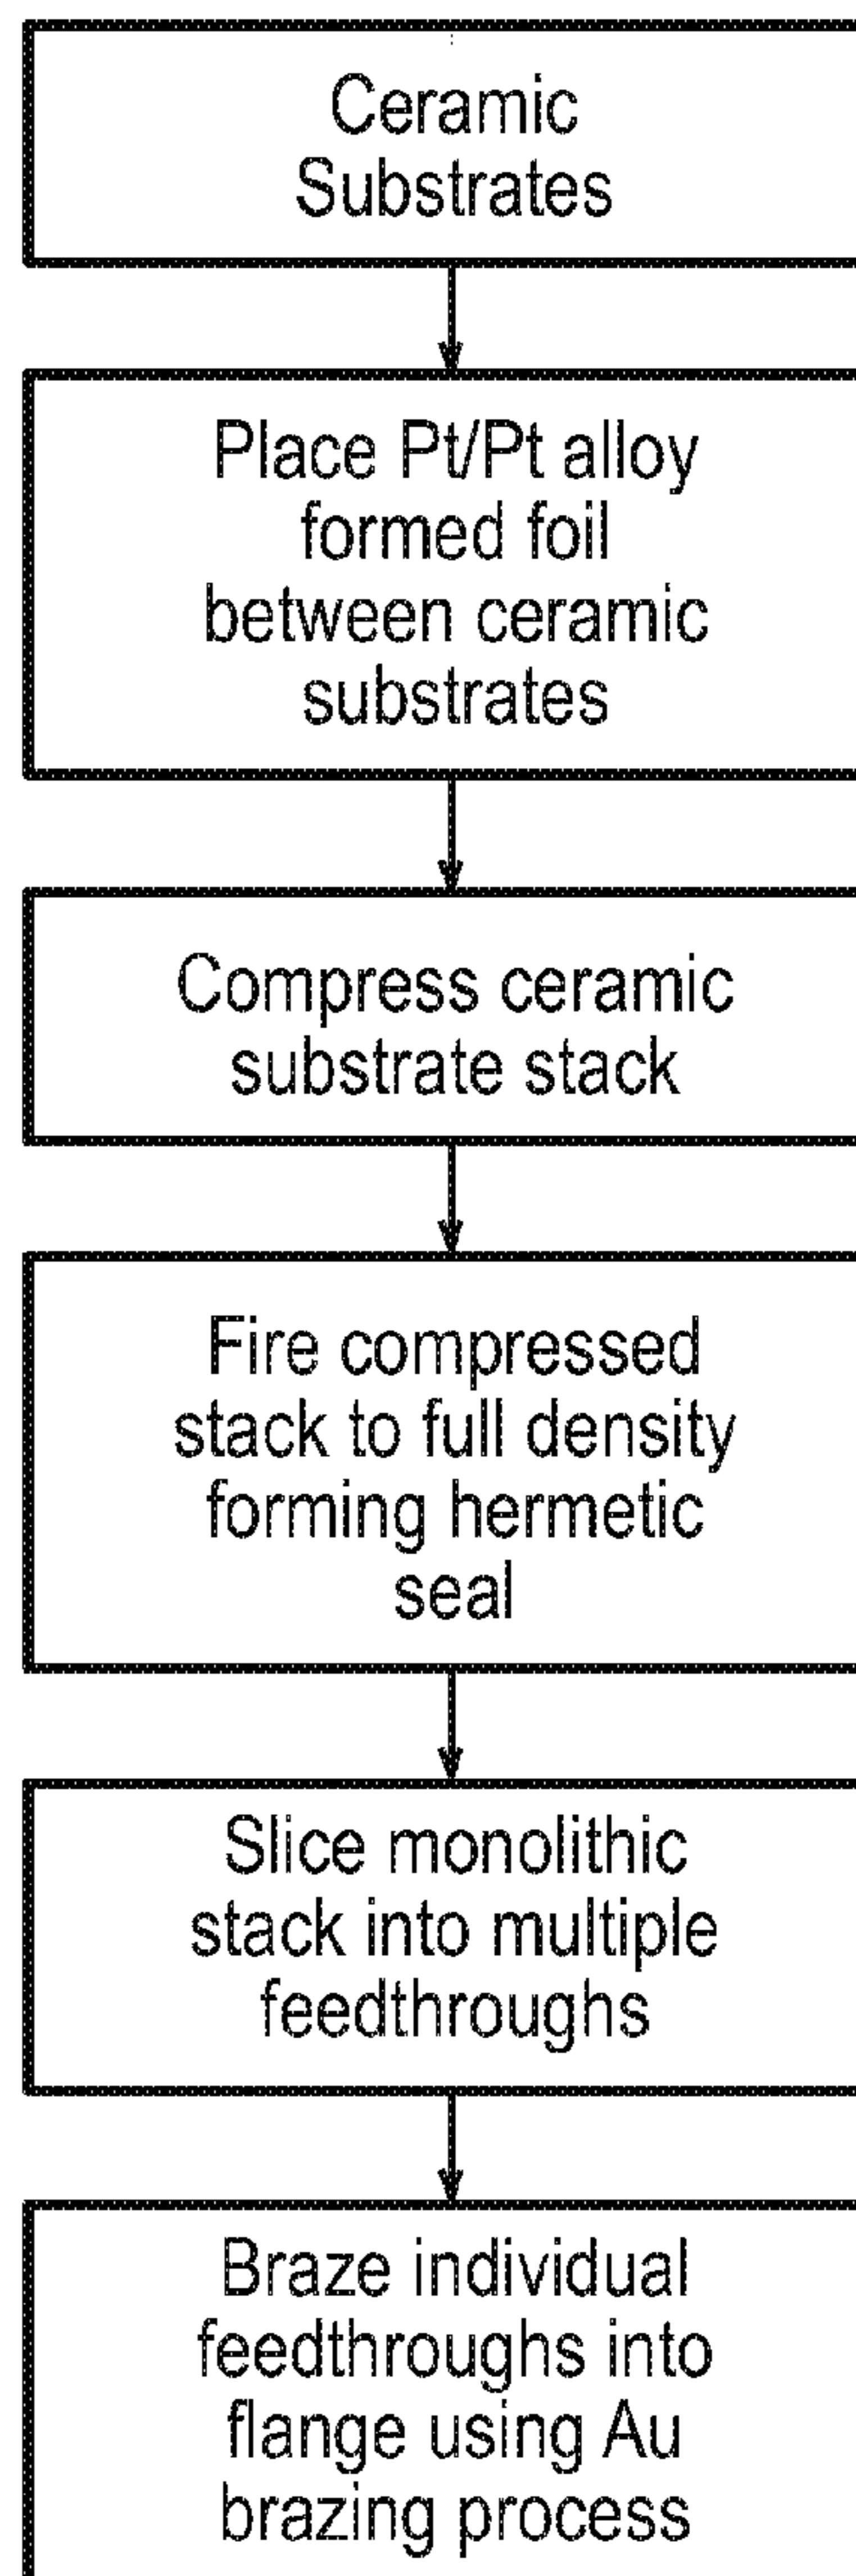 Ceramic
Substrates
Place Pt/Pt alloy
formed foil
between ceramic
substrates
Compress ceramic
substrate stack
Fire compressed
stack to full density
forming hermetic
seal
Slice monolithic
stack into multiple
feedthroughs
Braze individual
feedthroughs into
flange using Au
brazing process